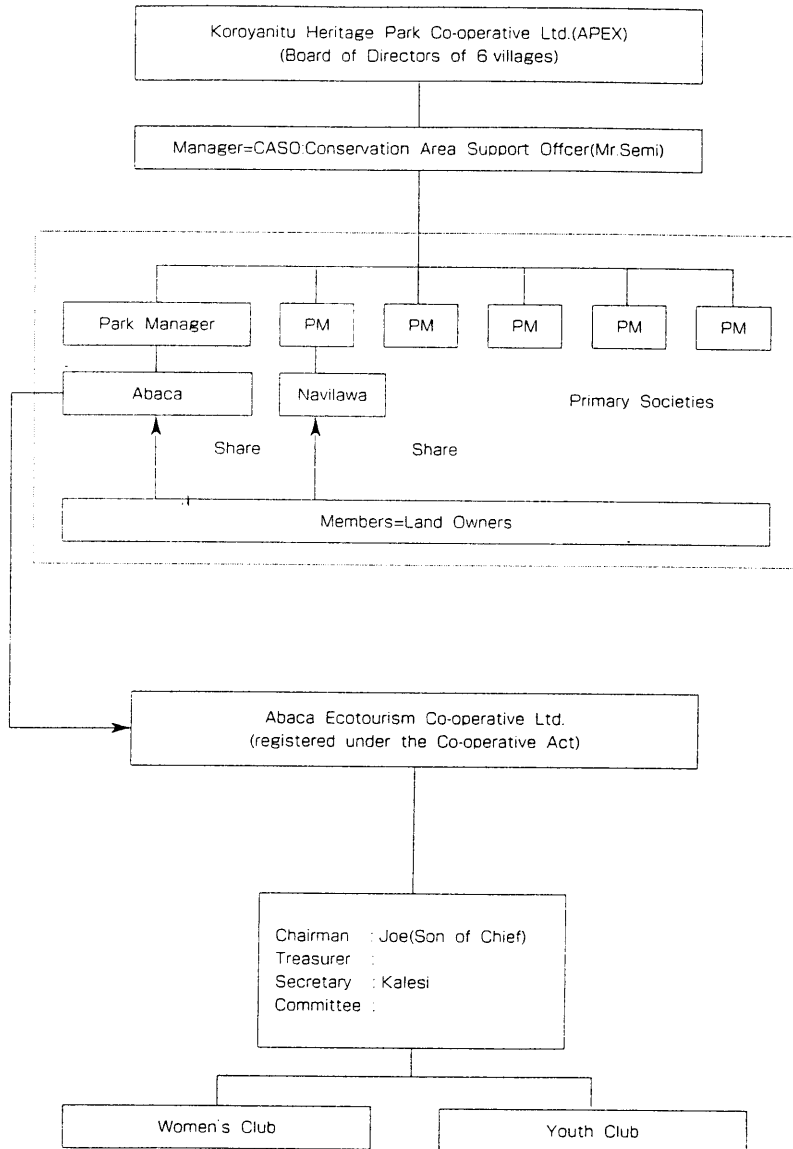 Koroyanitu Heritage Park Co-operative Ltd.(APEX)
(Board of Directors of 6 villages)
Manager=CASO:Conservation Area Support Offcer(Mr.Semi)
Park Manager
PM
PM
PM
PM
PM
Abaca
Navilawa
Primary Societies
Share
Share
Members=Land Owners
Abaca Ecotourism Co-operative Ltd.
(registered under the Co-operative Act)
Chairman : Joe(Son of Chief)
Treasurer :
Secretary : Kalesi
Committee :
Women's Club
Youth Club